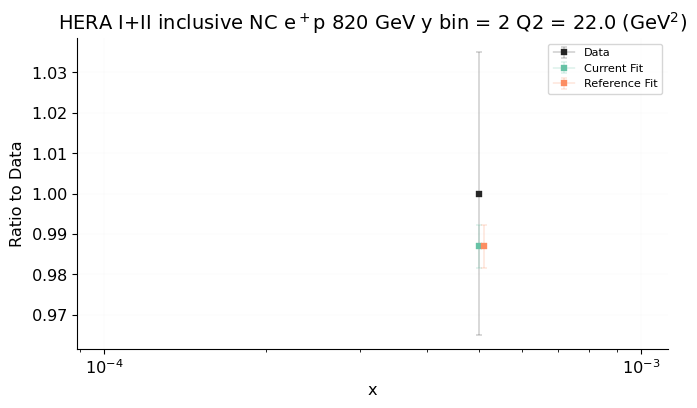 HERA I+II inclusive NC e⁺p 820 GeV y bin = 2 Q2 = 22.0 (GeV²)
Data
Current Fit
Reference Fit
Ratio to Data
1.03
1.02
1.01
1.00
0.99
0.98
0.97
10⁻⁴
10⁻³
x